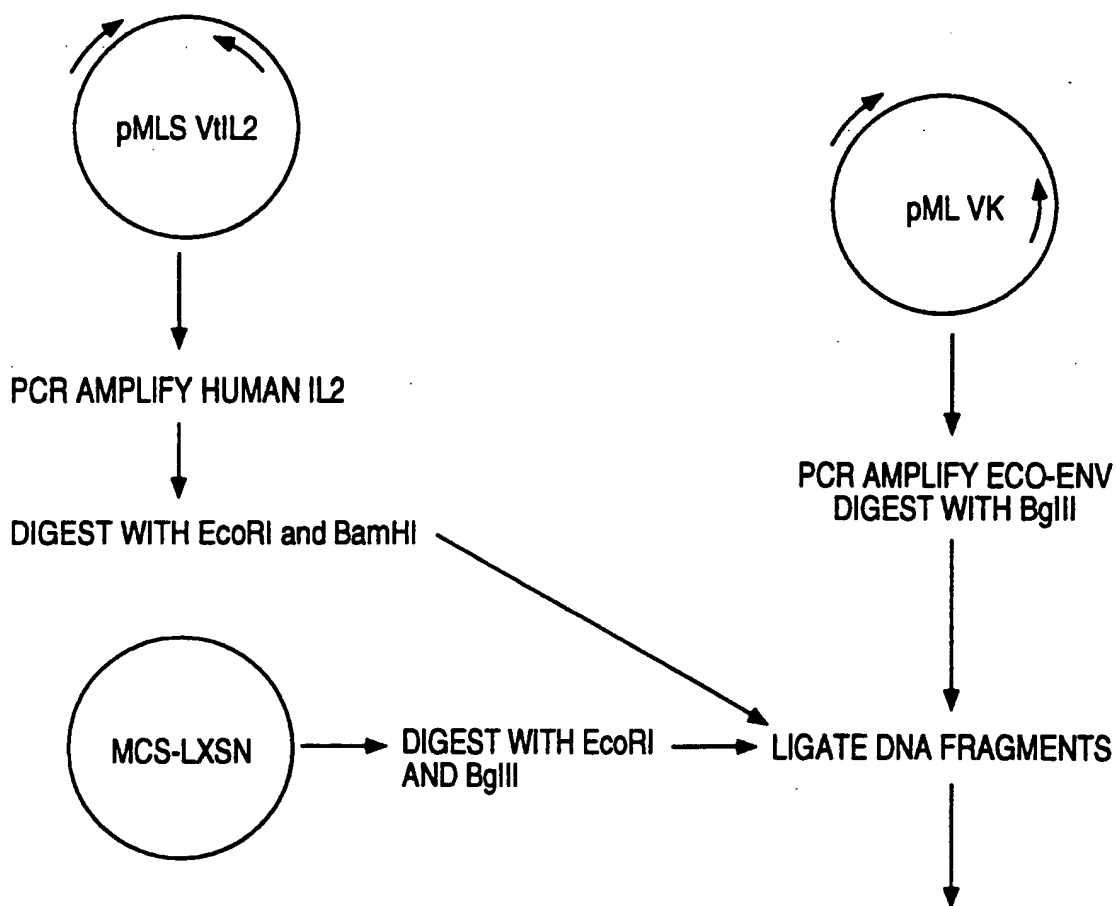 pMLS VtIL2
pML VK
PCR AMPLIFY HUMAN IL2
PCR AMPLIFY ECO-ENV
DIGEST WITH BglII
DIGEST WITH EcoRI and BamHI
MCS-LXSN
DIGEST WITH EcoRI
AND BglII
LIGATE DNA FRAGMENTS